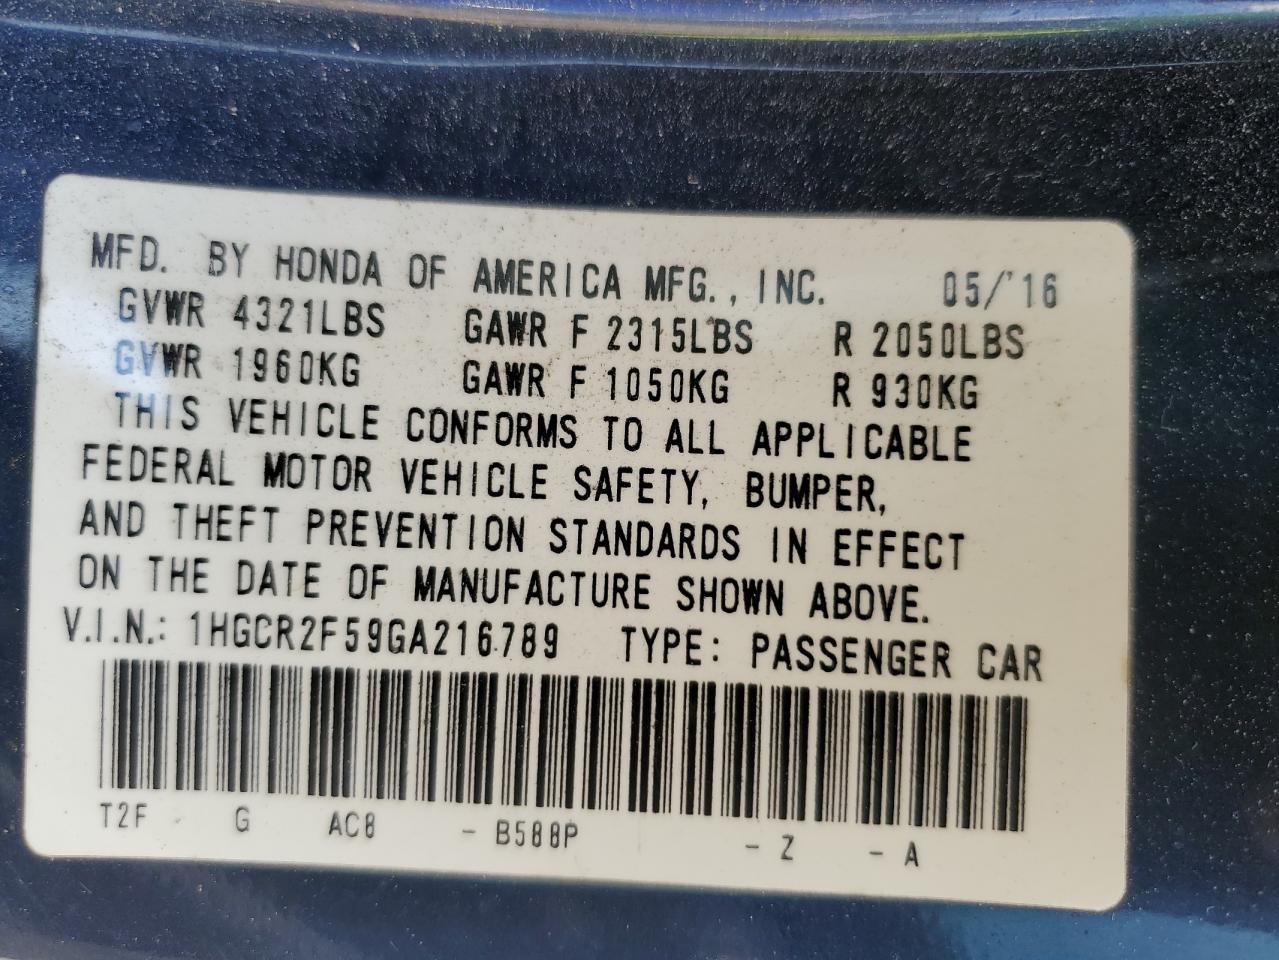 MFD. BY HONDA OF AMERICA MFG., INC. 05/'16
GVWR 4321LBS GAWR F 2315LBS R 2050LBS
GVWR 1960KG GAWR F 1050KG R 930KG
THIS VEHICLE CONFORMS TO ALL APPLICABLE
FEDERAL MOTOR VEHICLE SAFETY, BUMPER,
AND THEFT PREVENTION STANDARDS IN EFFECT
ON THE DATE OF MANUFACTURE SHOWN ABOVE.
V.I.N.: 1HGCR2F59GA216789 TYPE: PASSENGER CAR
T2F G AC8 - B588P - Z - A